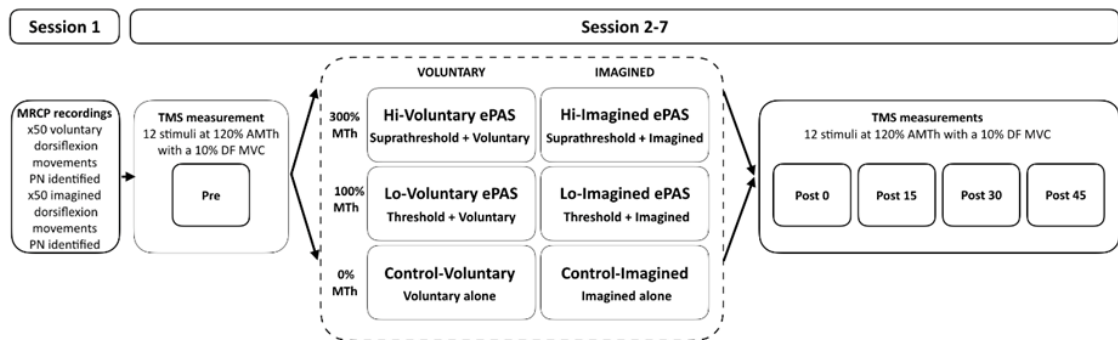 Session 1
Session 2-7
MRCP recordings
x50 voluntary
dorsiflexion
movements
PN identified
x50 imagined
dorsiflexion
movements
PN identified
TMS measurement
12 stimuli at 120% AMTh
with a 10% DF MVC
Pre
VOLUNTARY
IMAGINED
300%
MTh
Hi-Voluntary ePAS
Suprathreshold + Voluntary
Hi-Imagined ePAS
Suprathreshold + Imagined
100%
MTh
Lo-Voluntary ePAS
Threshold + Voluntary
Lo-Imagined ePAS
Threshold + Imagined
0%
MTh
Control-Voluntary
Voluntary alone
Control-Imagined
Imagined alone
TMS measurements
12 stimuli at 120% AMTh with a 10% DF MVC
Post 0
Post 15
Post 30
Post 45